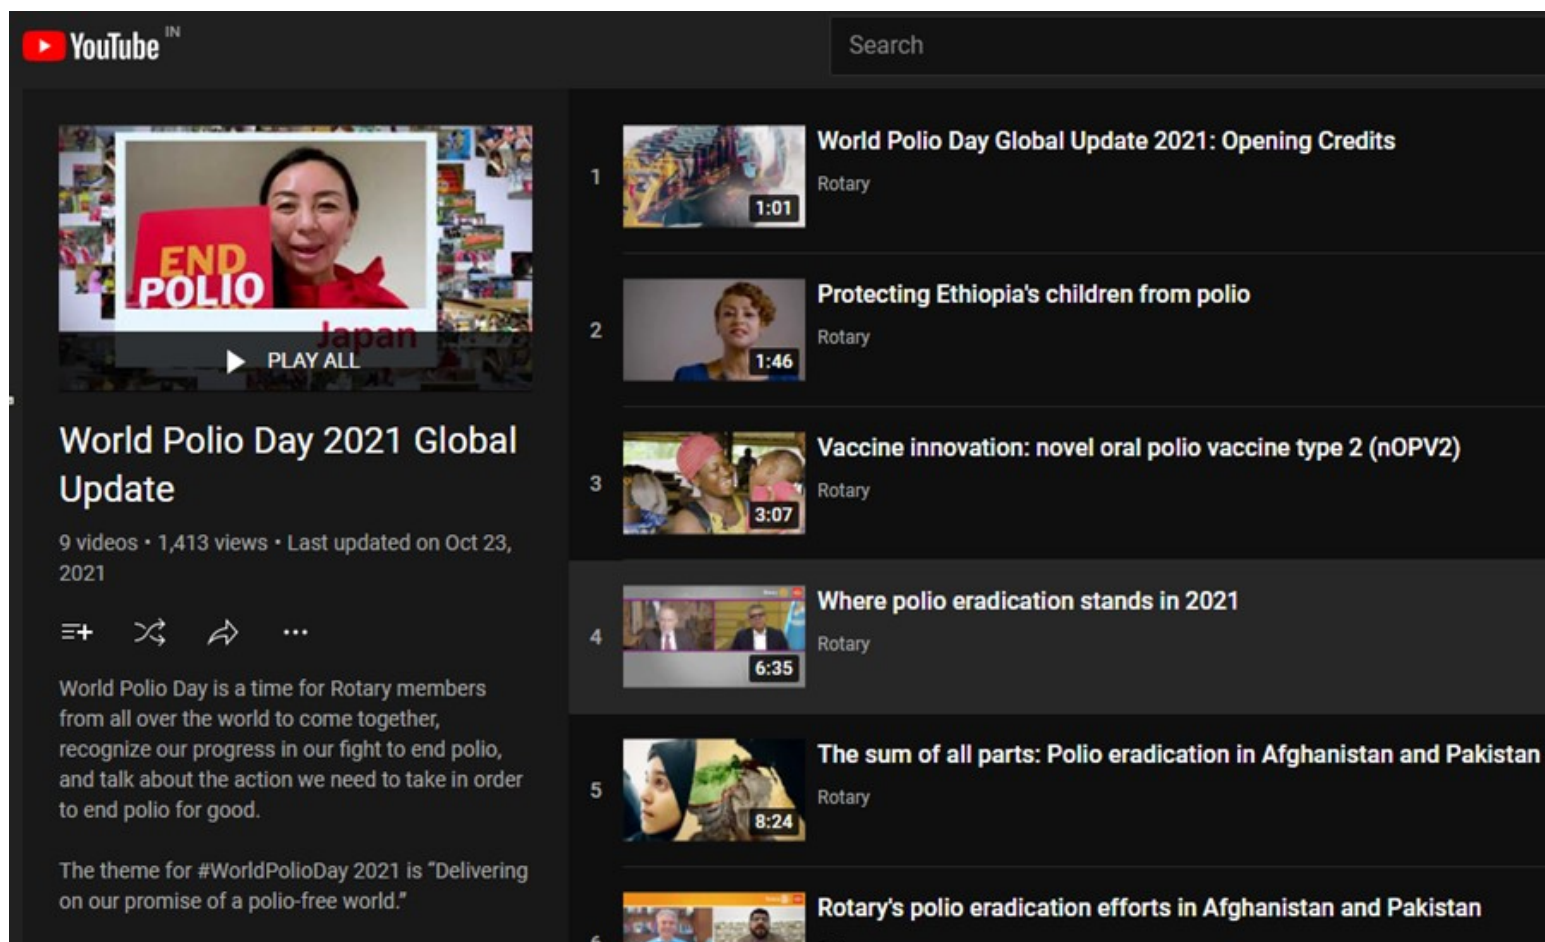 YouTube IN
Search
END
POLIO
Japan
PLAY ALL
World Polio Day 2021 Global
Update
9 videos • 1,413 views • Last updated on Oct 23,
2021
World Polio Day is a time for Rotary members
from all over the world to come together,
recognize our progress in our fight to end polio,
and talk about the action we need to take in order
to end polio for good.
The theme for #WorldPolioDay 2021 is “Delivering
on our promise of a polio-free world.”
1
World Polio Day Global Update 2021: Opening Credits
Rotary
1:01
2
Protecting Ethiopia's children from polio
Rotary
1:46
3
Vaccine innovation: novel oral polio vaccine type 2 (nOPV2)
Rotary
3:07
4
Where polio eradication stands in 2021
Rotary
6:35
5
The sum of all parts: Polio eradication in Afghanistan and Pakistan
Rotary
8:24
Rotary's polio eradication efforts in Afghanistan and Pakistan